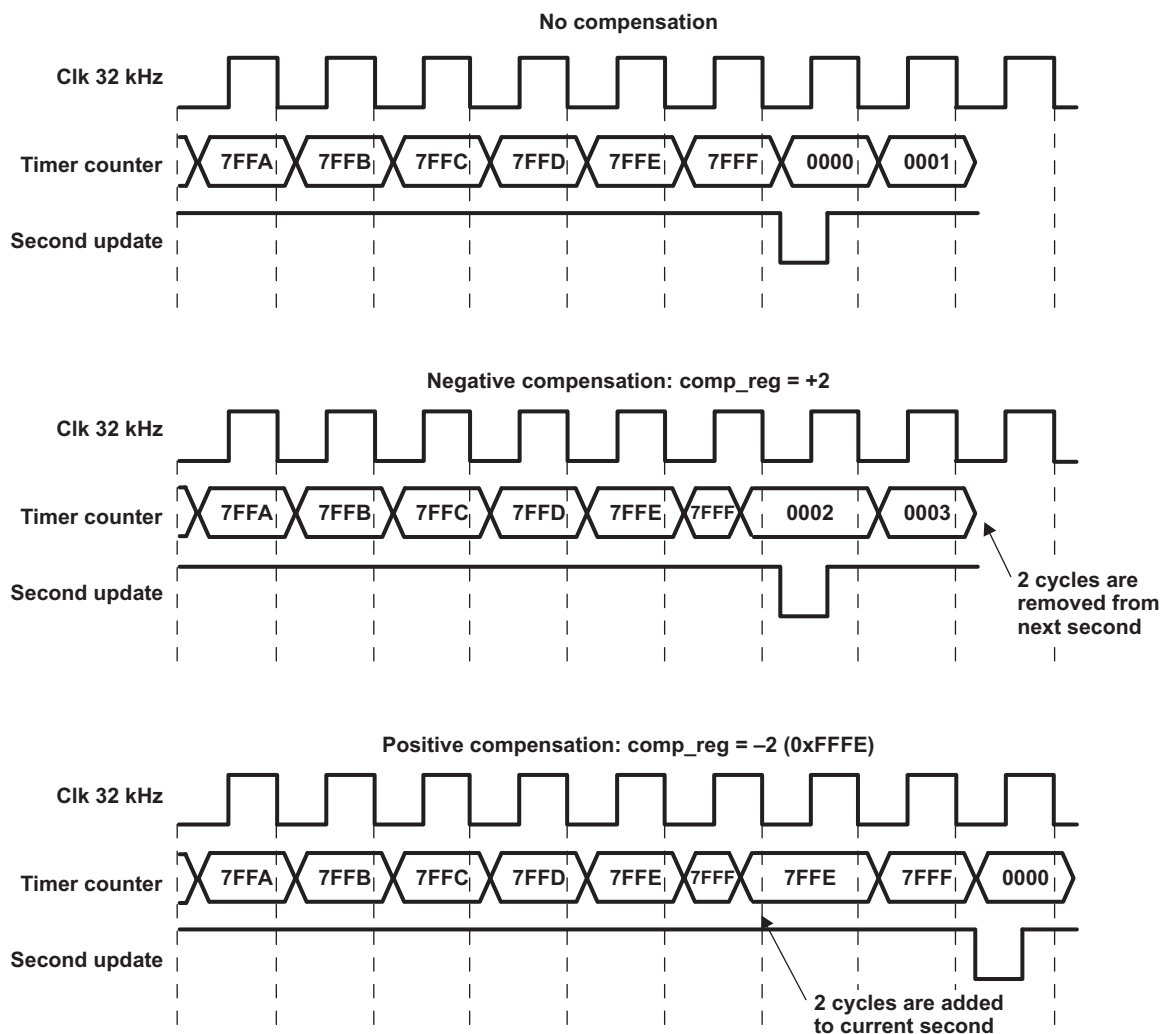 No compensation
Clk 32 kHz
Timer counter 7FFA 7FFB 7FFC 7FFD 7FFE 7FFF 0000 0001
Second update
Negative compensation: comp_reg = +2
Clk 32 kHz
Timer counter 7FFA 7FFB 7FFC 7FFD 7FFE 7FFF 0002 0003
Second update
2 cycles are
removed from
next second
Positive compensation: comp_reg = –2 (0xFFFE)
Clk 32 kHz
Timer counter 7FFA 7FFB 7FFC 7FFD 7FFE 7FFF 7FFE 7FFF 0000
Second update
2 cycles are added
to current second